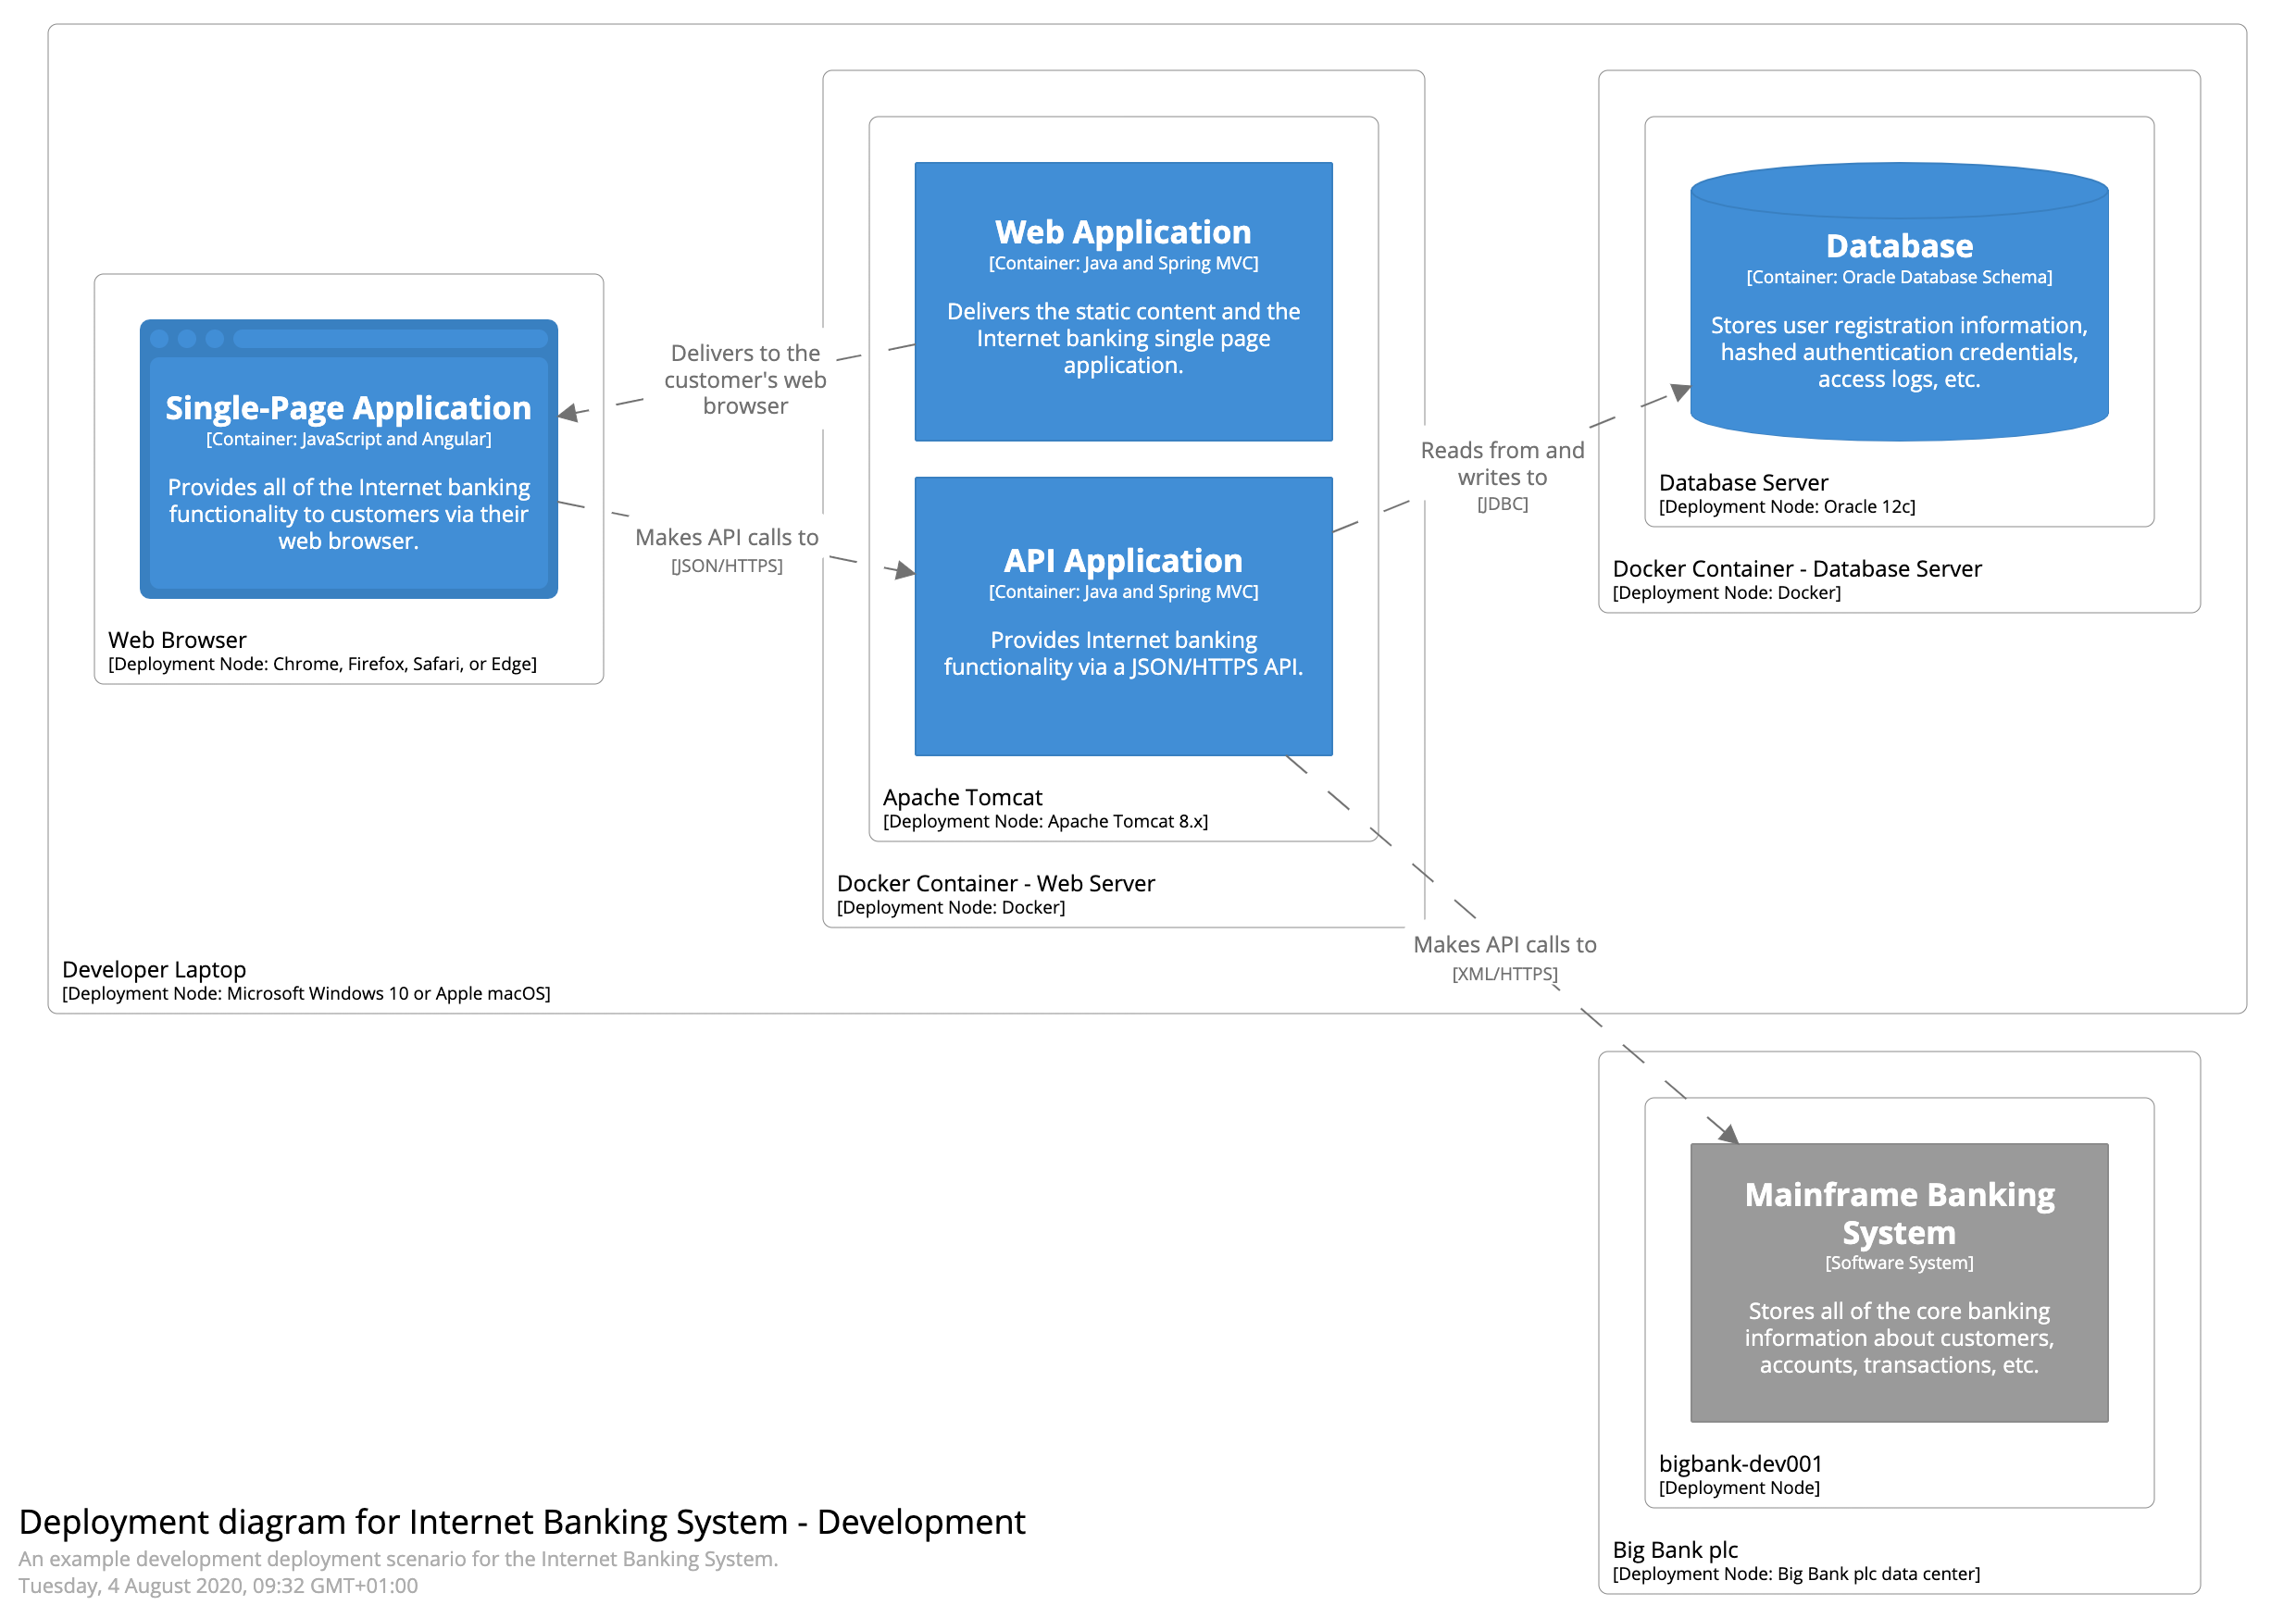 Web Application
[Container: Java and Spring MVC]
Delivers the static content and the
Internet banking single page
application.
Database
[Container: Oracle Database Schema]
Stores user registration information,
hashed authentication credentials,
access logs, etc.
Delivers to the
customer's web
browser
Single-Page Application
[Container: JavaScript and Angular]
Provides all of the Internet banking
functionality to customers via their
web browser.
Reads from and
writes to
[JDBC]
Database Server
[Deployment Node: Oracle 12c]
Makes API calls to
[JSON/HTTPS]
API Application
[Container: Java and Spring MVC]
Provides Internet banking
functionality via a JSON/HTTPS API.
Docker Container - Database Server
[Deployment Node: Docker]
Web Browser
[Deployment Node: Chrome, Firefox, Safari, or Edge]
Apache Tomcat
[Deployment Node: Apache Tomcat 8.x]
Docker Container - Web Server
[Deployment Node: Docker]
Makes API calls to
[XML/HTTPS]
Developer Laptop
[Deployment Node: Microsoft Windows 10 or Apple macOS]
Mainframe Banking
System
[Software System]
Stores all of the core banking
information about customers,
accounts, transactions, etc.
bigbank-dev001
[Deployment Node]
Big Bank plc
[Deployment Node: Big Bank plc data center]
Deployment diagram for Internet Banking System - Development
An example development deployment scenario for the Internet Banking System.
Tuesday, 4 August 2020, 09:32 GMT+01:00